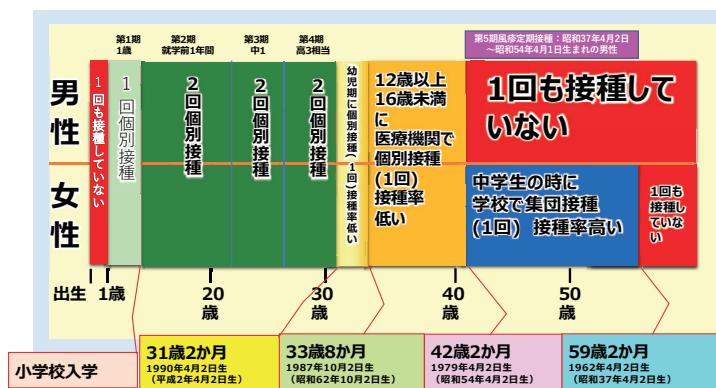 第1期
1歳
第2期
就学前1年間
第3期
中1
第4期
高3相当
第5期風疹定期接種：昭和37年4月2日
～昭和54年4月1日生まれの男性
男性
女性
1回も接種していない
1回個別接種
2回個別接種
2回個別接種
2回個別接種
幼児期に個別接種(1回)接種率低い
12歳以上
16歳未満
に
医療機関で
個別接種
(1回)
接種率
低い
1回も接種して
いない
中学生の時に
学校で集団接種
(1回) 接種率高い
1回も
接種してい
ない
出生
1歳
20
歳
30
歳
40
歳
50
歳
小学校入学
31歳2か月
1990年4月2日生
（平成2年4月2日生）
33歳8か月
1987年10月2日生
（昭和62年10月2日生）
42歳2か月
1979年4月2日生
（昭和54年4月2日生）
59歳2か月
1962年4月2日生
（昭和37年4月2日生）